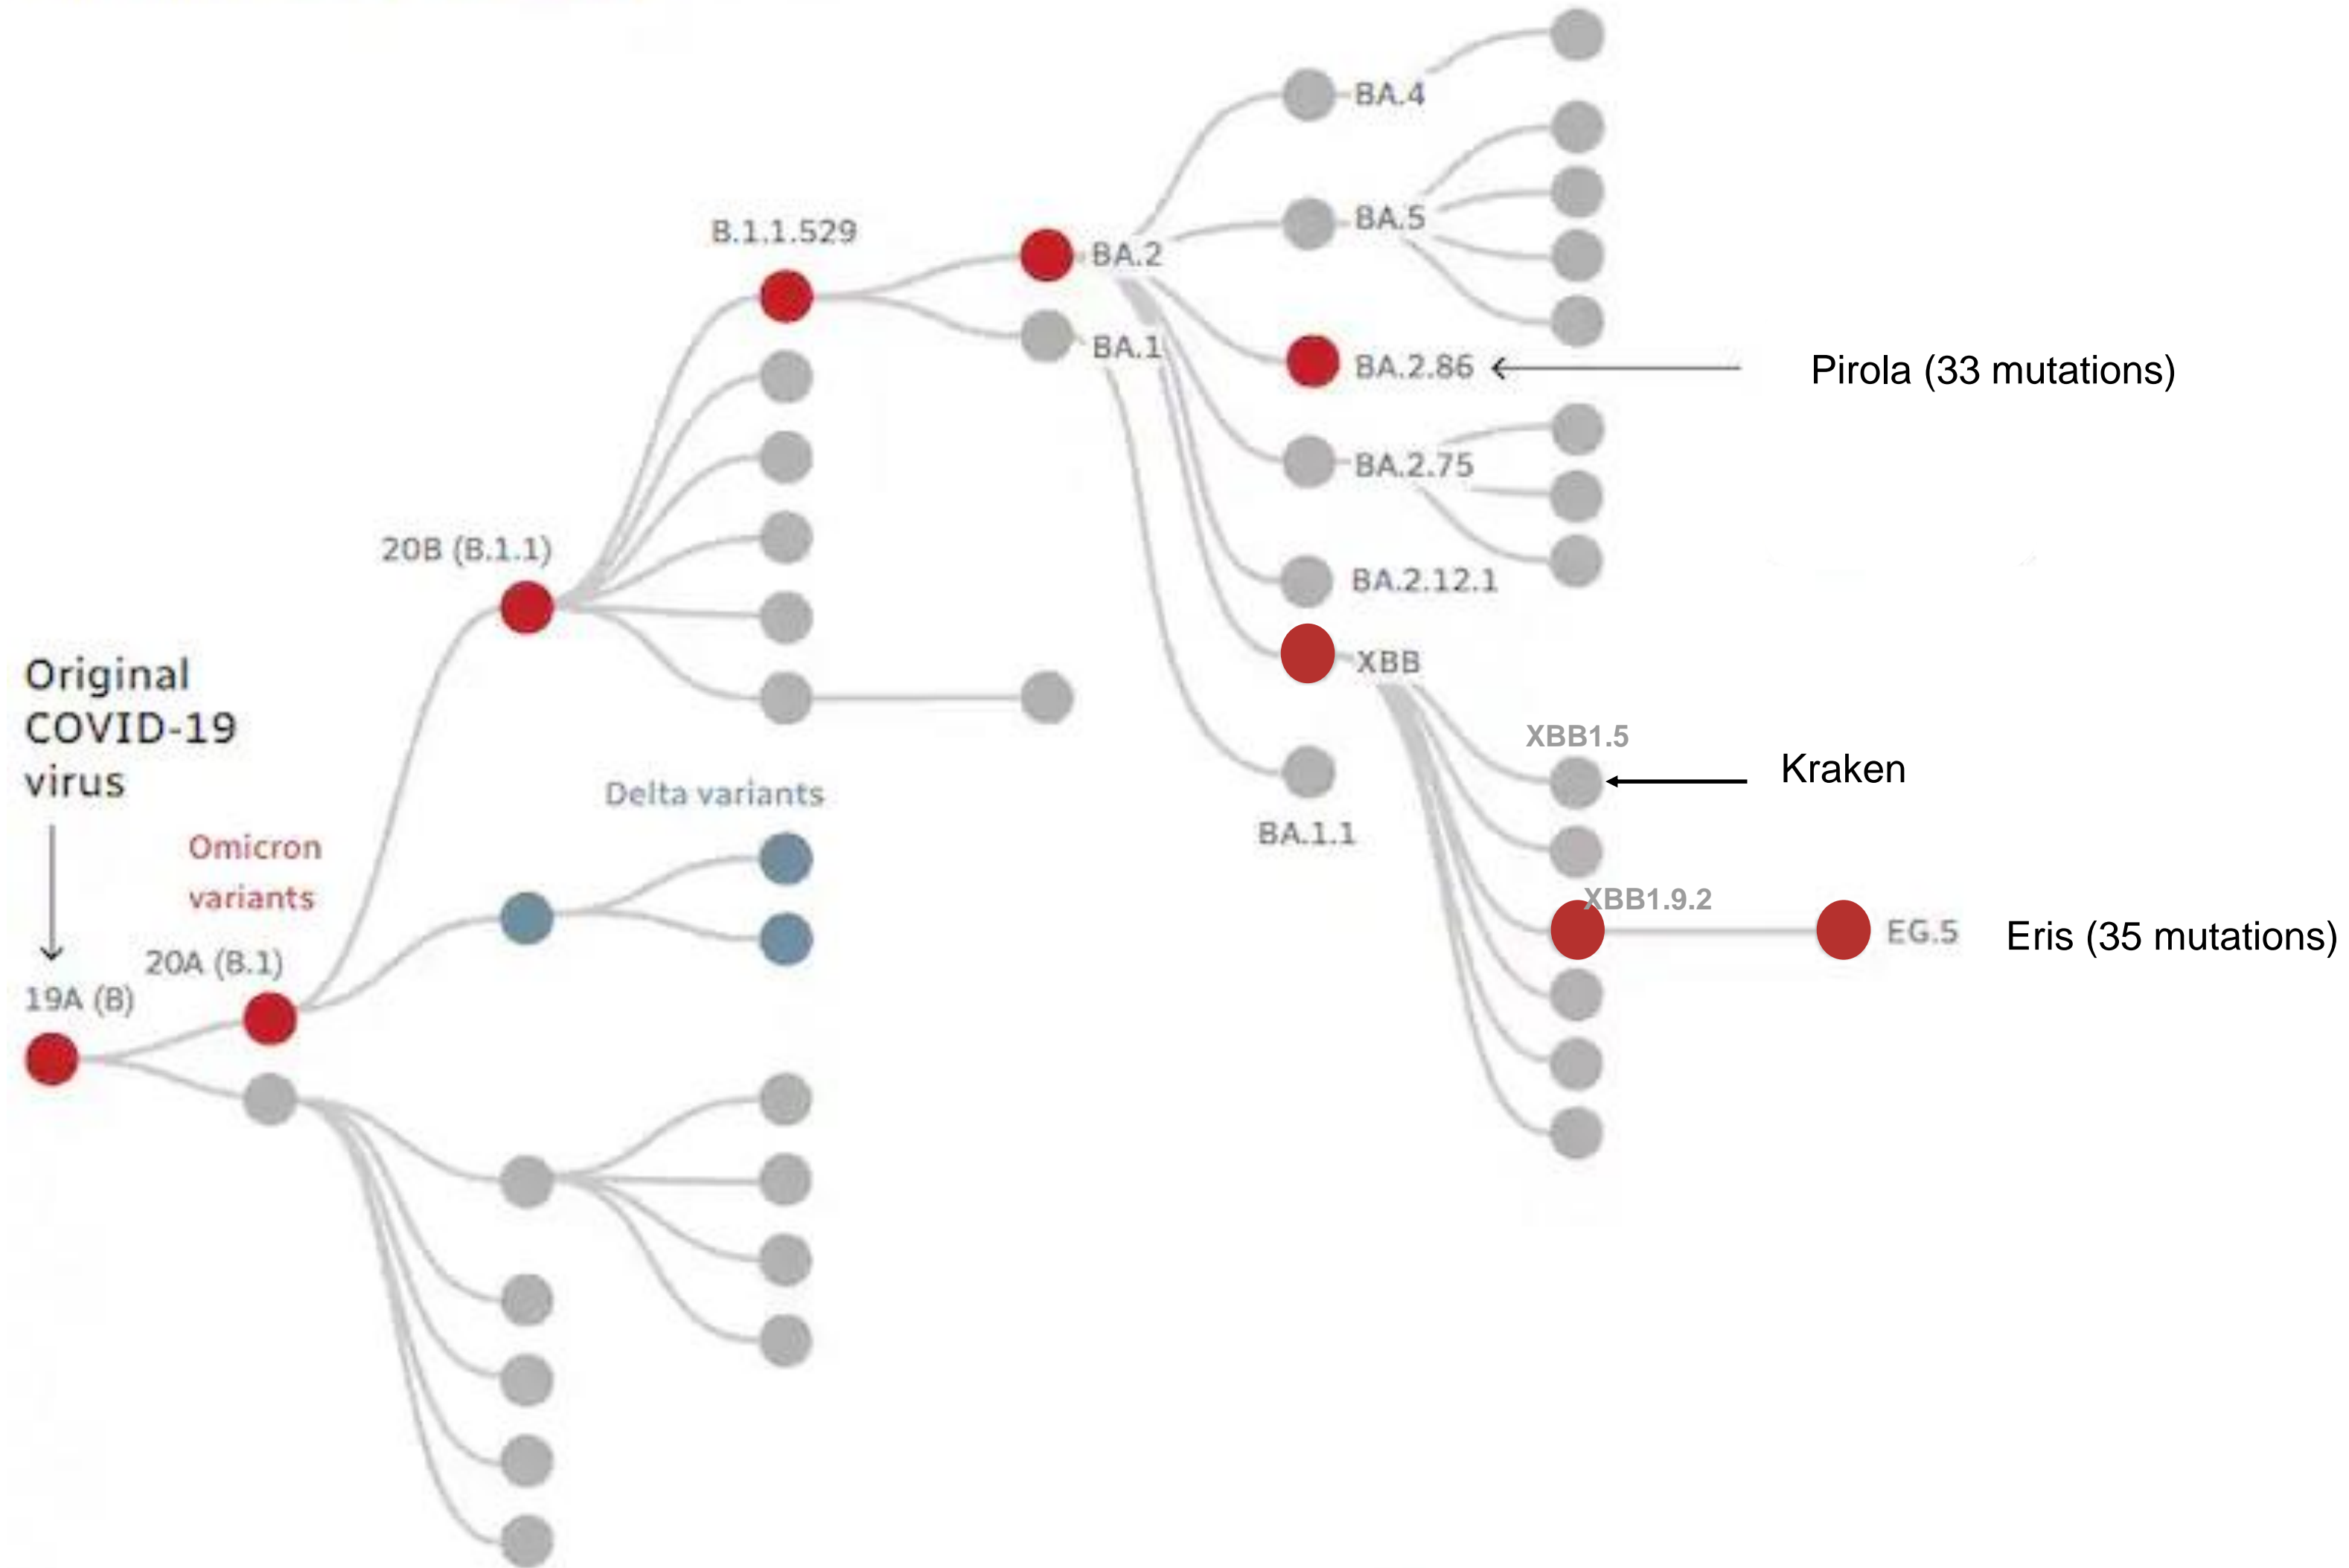 BA.4
B.1.1.529
BA.5
BA.2
BA.1
BA.2.86
Pirola (33 mutations)
BA.2.75
20B (B.1.1)
BA.2.12.1
Original
COVID-19
virus
XBB
XBB1.5
Kraken
Delta variants
BA.1.1
Omicron
variants
XBB1.9.2
EG.5
Eris (35 mutations)
20A (B.1)
19A (B)